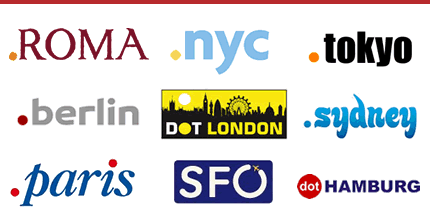 .ROMA
.nyc
.tokyo
.berlin
DOT LONDON
.sydney
.paris
SFO
dot HAMBURG